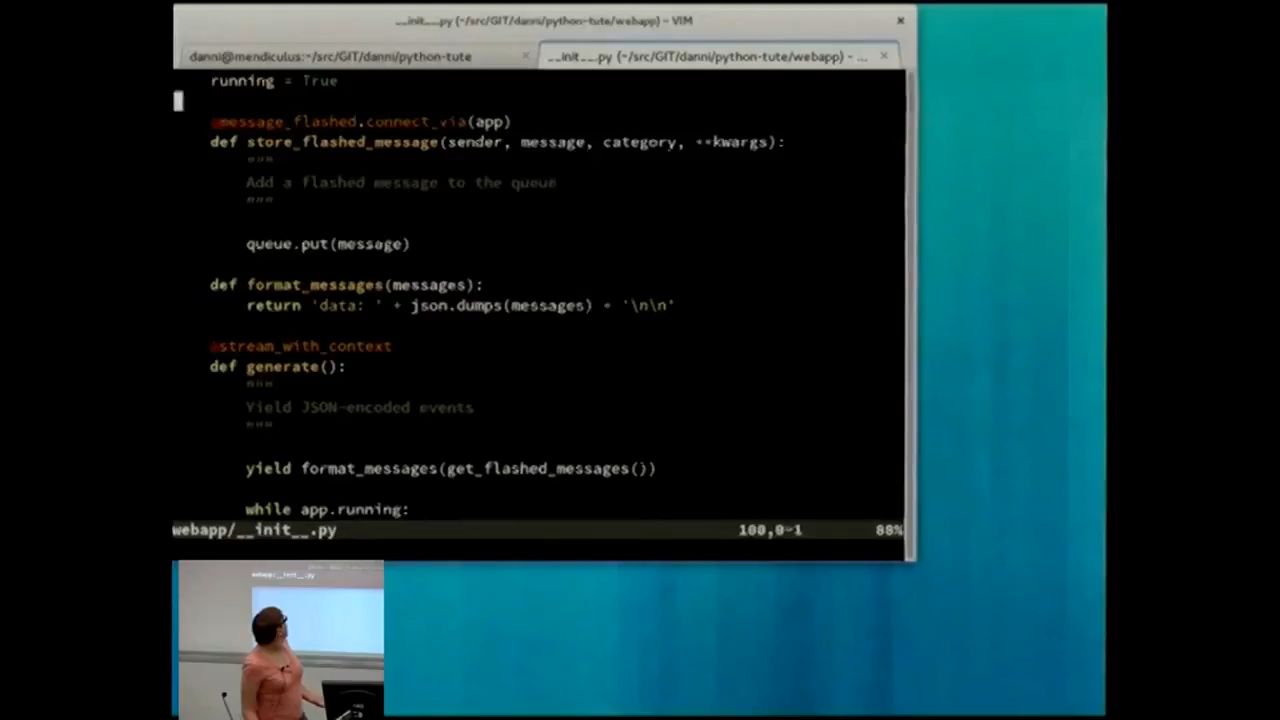 __init__.py (~/src/GIT/danni/python-tute/webapp) - VIM
danni@mendiculus:~/src/GIT/danni/python-tute
__init__.py (~/src/GIT/danni/python-tute/webapp) - ...
running = True
@message_flashed.connect_via(app)
def store_flashed_message(sender, message, category, **kwargs):
"""
Add a flashed message to the queue
"""
queue.put(message)
def format_messages(messages):
return 'data: ' + json.dumps(messages) + '\n\n'
@stream_with_context
def generate():
"""
Yield JSON-encoded events
"""
yield format_messages(get_flashed_messages())
while app.running:
webapp/__init__.py 100,0-1 88%
webapp/__init__.py